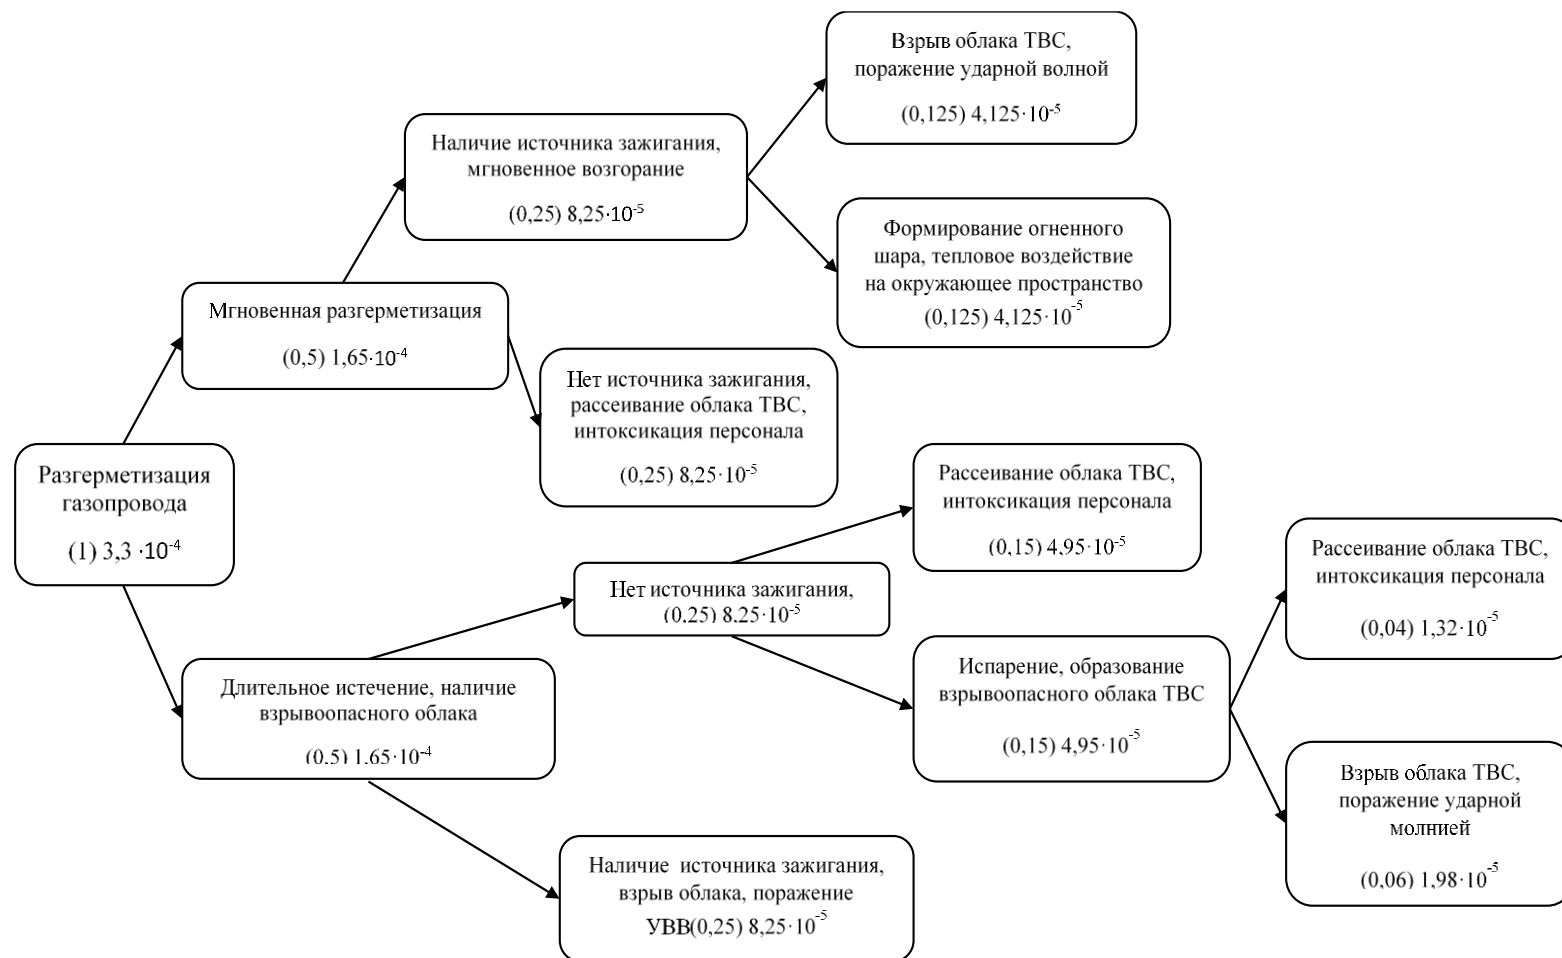 Взрыв облака ТВС,
поражение ударной волной
(0,125) 4,125·10⁻⁵
Наличие источника зажигания,
мгновенное возгорание
(0,25) 8,25·10⁻⁵
Формирование огненного
шара, тепловое воздействие
на окружающее пространство
(0,125) 4,125·10⁻⁵
Мгновенная разгерметизация
(0,5) 1,65·10⁻⁴
Нет источника зажигания,
рассеивание облака ТВС,
интоксикация персонала
(0,25) 8,25·10⁻⁵
Разгерметизация
газопровода
(1) 3,3 ·10⁻⁴
Рассеивание облака ТВС,
интоксикация персонала
(0,15) 4,95·10⁻⁵
Нет источника зажигания,
(0,25) 8,25·10⁻⁵
Рассеивание облака ТВС,
интоксикация персонала
(0,04) 1,32·10⁻⁵
Длительное истечение, наличие
взрывоопасного облака
(0,5) 1,65·10⁻⁴
Испарение, образование
взрывоопасного облака ТВС
(0,15) 4,95·10⁻⁵
Взрыв облака ТВС,
поражение ударной
молнией
(0,06) 1,98·10⁻⁵
Наличие источника зажигания,
взрыв облака, поражение
УВВ(0,25) 8,25·10⁻⁵